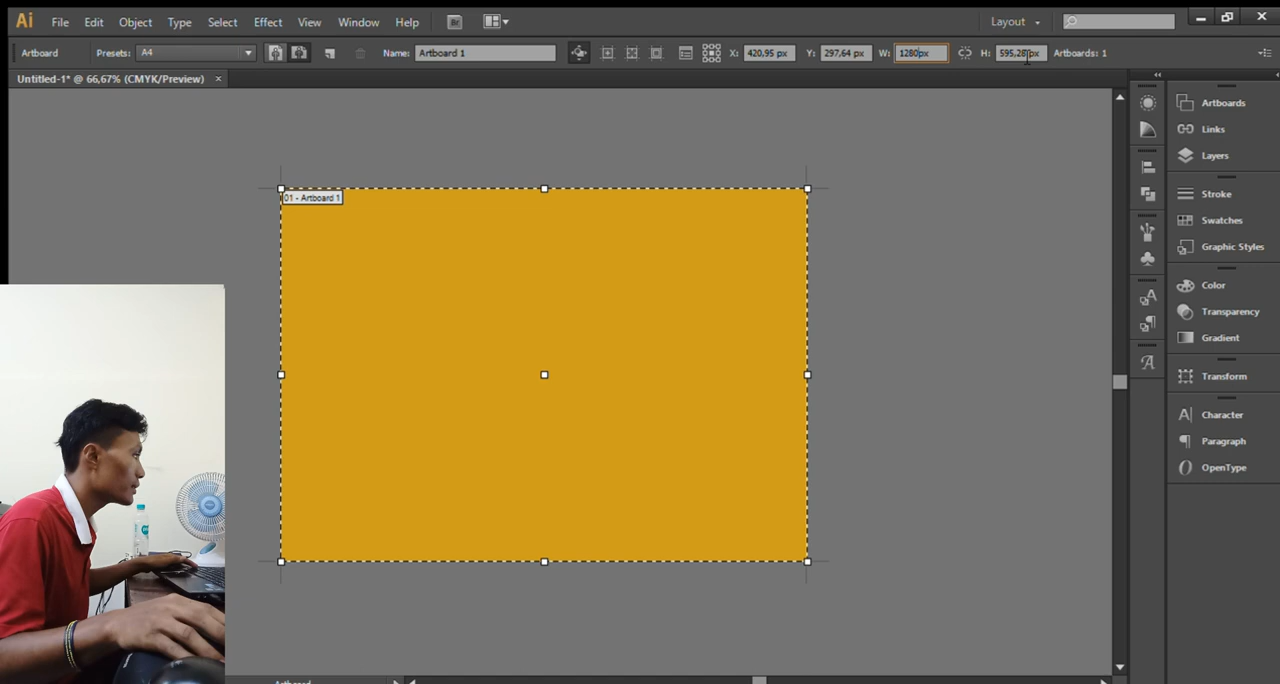 Ai File Edit Object Type Select Effect View Window Help Br Layout
Artboard Presets: A4 Name: Artboard 1 X: 420,95 px Y: 297,64 px W: 1280px H: 595,28 px Artboards: 1
Untitled-1* @ 66,67% (CMYK/Preview) ×
01 - Artboard 1
Artboards
Links
Layers
Stroke
Swatches
Graphic Styles
Color
Transparency
Gradient
Transform
Character
Paragraph
OpenType